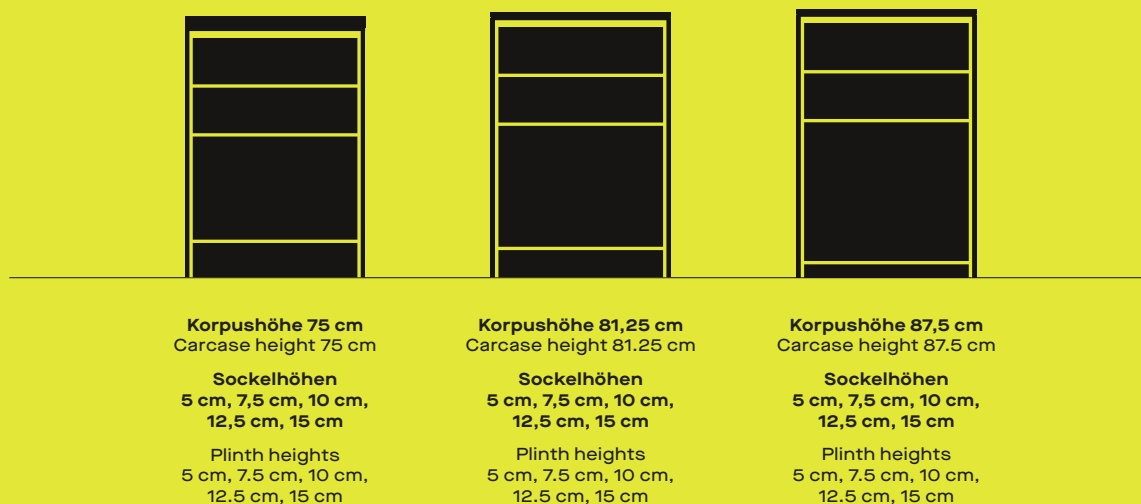 Korpushöhe 75 cm
Carcase height 75 cm
Sockelhöhen
5 cm, 7,5 cm, 10 cm,
12,5 cm, 15 cm
Plinth heights
5 cm, 7.5 cm, 10 cm,
12.5 cm, 15 cm
Korpushöhe 81,25 cm
Carcase height 81.25 cm
Sockelhöhen
5 cm, 7,5 cm, 10 cm,
12,5 cm, 15 cm
Plinth heights
5 cm, 7.5 cm, 10 cm,
12.5 cm, 15 cm
Korpushöhe 87,5 cm
Carcase height 87.5 cm
Sockelhöhen
5 cm, 7,5 cm, 10 cm,
12,5 cm, 15 cm
Plinth heights
5 cm, 7.5 cm, 10 cm,
12.5 cm, 15 cm